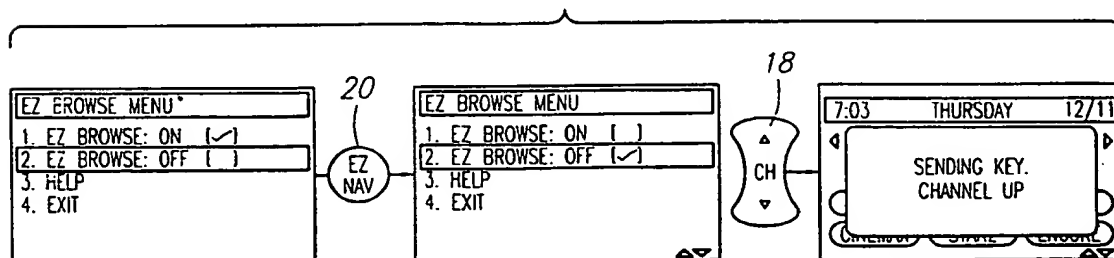 20
18
EZ BROWSE MENU
1. EZ BROWSE: ON [✓]
2. EZ BROWSE: OFF [ ]
3. HELP
4. EXIT
EZ
NAV
EZ BROWSE MENU
1. EZ BROWSE: ON [ ]
2. EZ BROWSE: OFF [✓]
3. HELP
4. EXIT
CH
7:03 THURSDAY 12/11
SENDING KEY.
CHANNEL UP